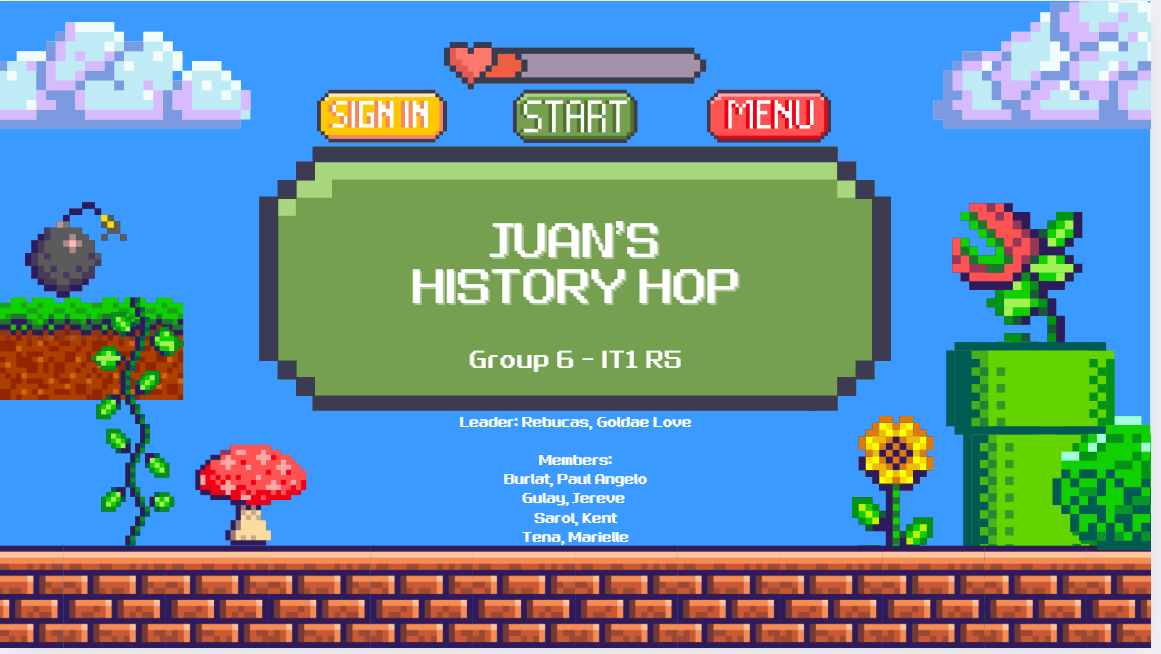 SIGN IN
START
MENU
JUAN'S
HISTORY HOP
Group 6 - IT1 R5
Leader: Rebucas, Goldae Love
Members:
Burlat, Paul Angelo
Gulay, Jereve
Sarol, Kent
Tena, Marielle